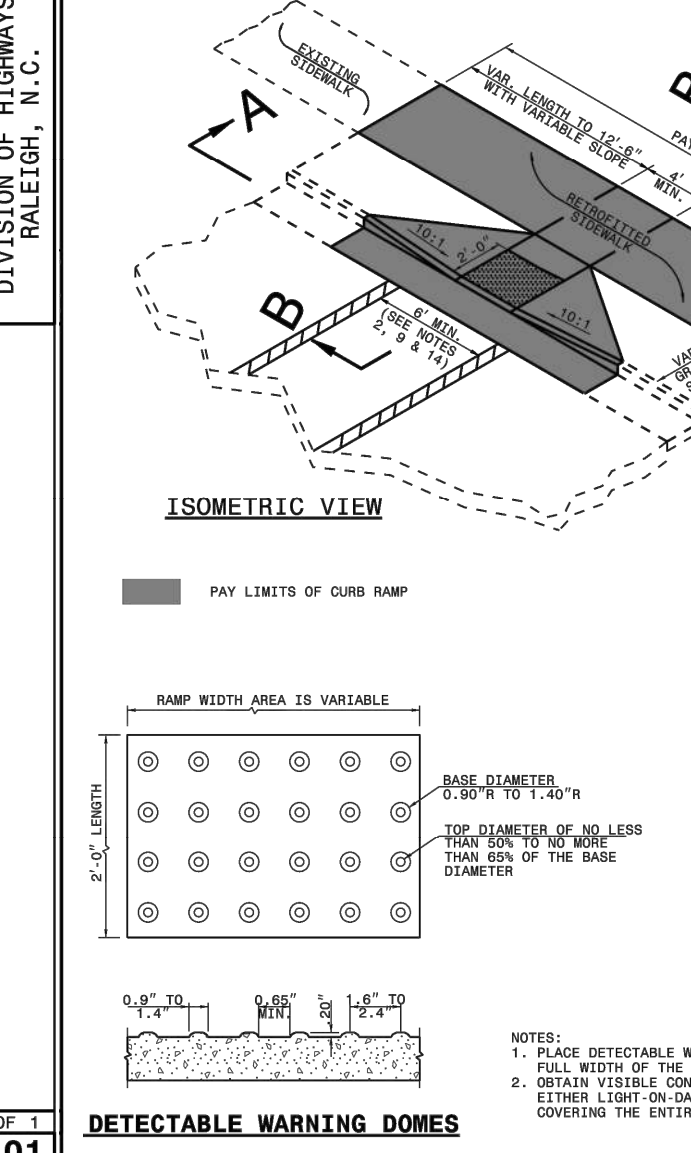 DIVISION OF HIGHWAYS
RALEIGH, N.C.
EXISTING
SIDEWALK
A
VAR. LENGTH TO 12'-6"
WITH VARIABLE SLOPE
4'
MIN.
RETROFITTED
SIDEWALK
10:1
2'-0"
10:1
B
6' MIN.
(SEE NOTES
2, 9 & 14)
ISOMETRIC VIEW
PAY LIMITS OF CURB RAMP
RAMP WIDTH AREA IS VARIABLE
2'-0" LENGTH
BASE DIAMETER
0.90"R TO 1.40"R
TOP DIAMETER OF NO LESS
THAN 50% TO NO MORE
THAN 65% OF THE BASE
DIAMETER
0.9" TO
1.4"
0.65"
MIN.
.20"
1.6" TO
2.4"
DETECTABLE WARNING DOMES
NOTES:
1. PLACE DETECTABLE W
FULL WIDTH OF THE
2. OBTAIN VISIBLE CON
EITHER LIGHT-ON-DA
COVERING THE ENTIR
OF 1
01